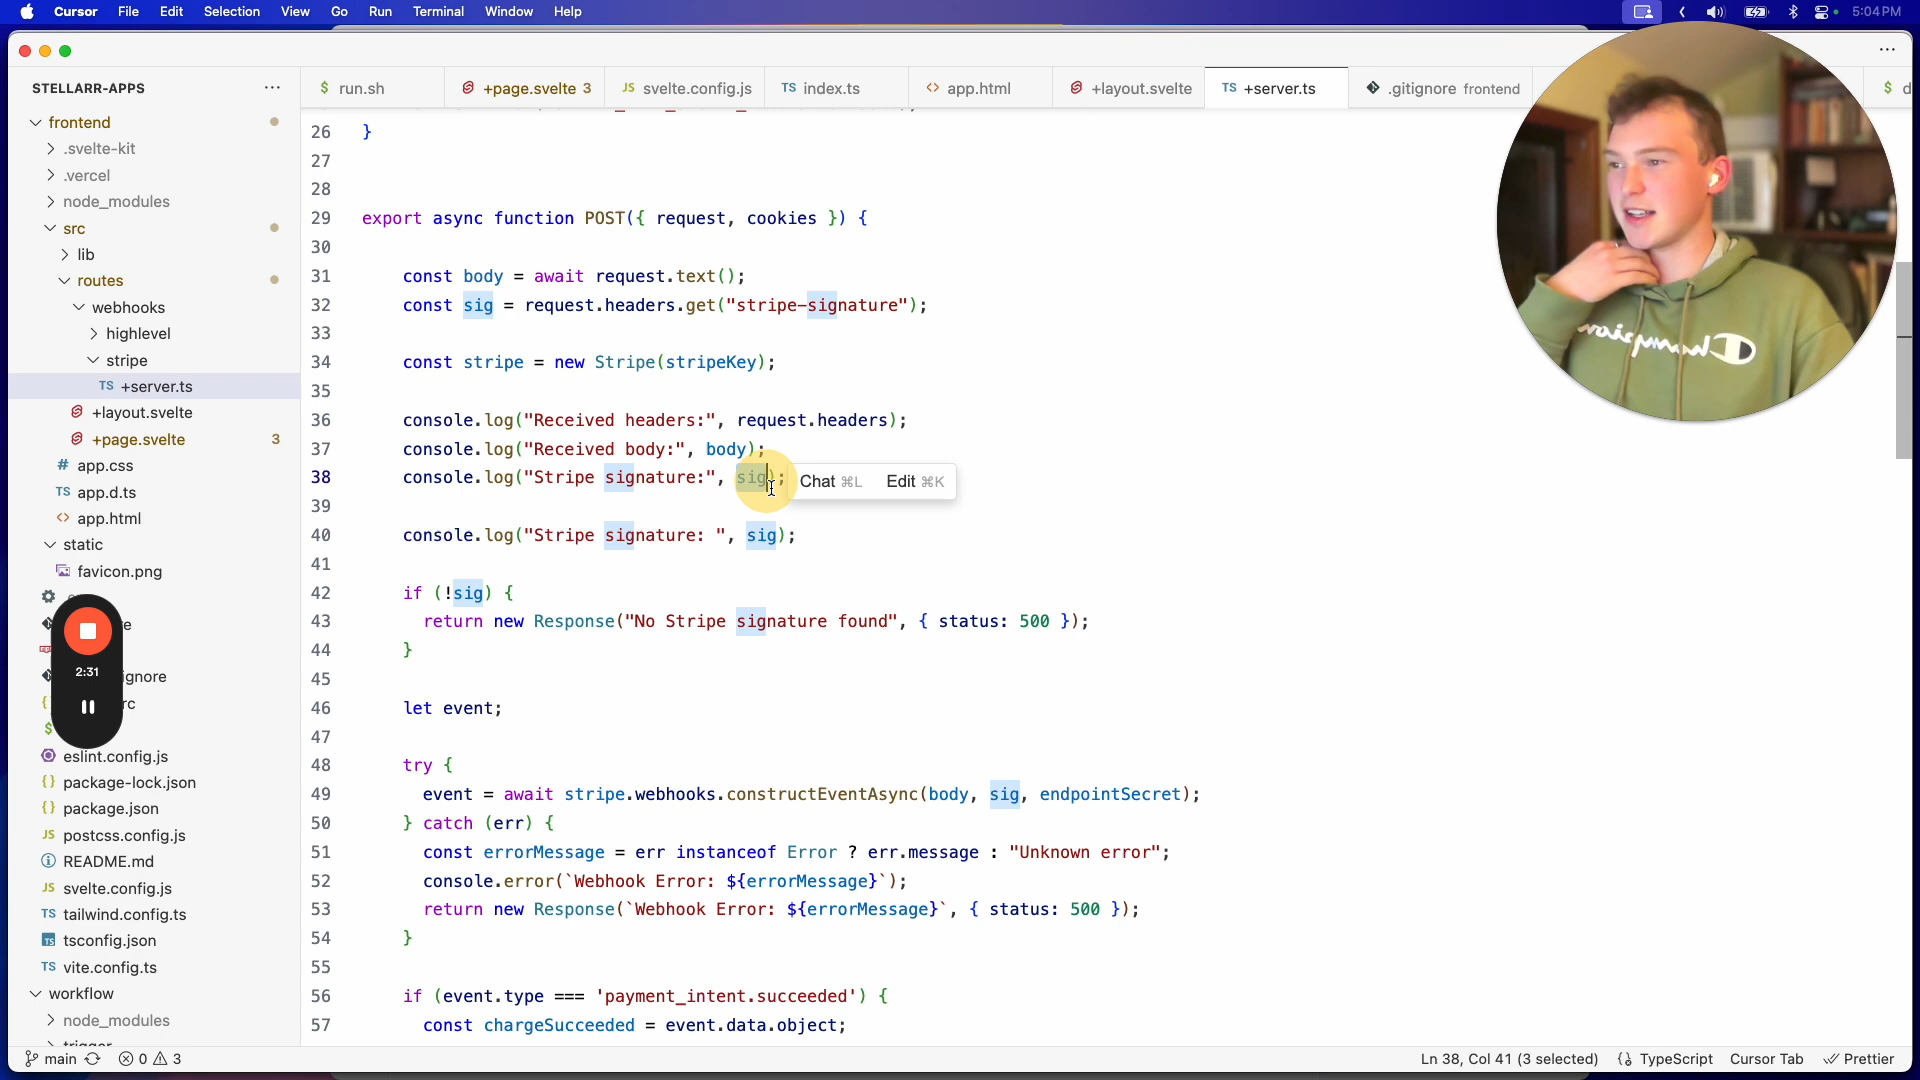 Cursor File Edit Selection View Go Run Terminal Window Help 5:04 PM
STELLARR-APPS
$ run.sh
+page.svelte 3
JS svelte.config.js
TS index.ts
<> app.html
+layout.svelte
TS +server.ts
.gitignore frontend
$ d
frontend
.svelte-kit
.vercel
node_modules
src
lib
routes
webhooks
highlevel
stripe
TS +server.ts
+layout.svelte
+page.svelte 3
# app.css
TS app.d.ts
<> app.html
static
favicon.png
e
ignore
{ rc
$
eslint.config.js
{} package-lock.json
{} package.json
JS postcss.config.js
README.md
JS svelte.config.js
TS tailwind.config.ts
TS tsconfig.json
TS vite.config.ts
workflow
node_modules
2:31
26 }
27
28
29 export async function POST({ request, cookies }) {
30
31 const body = await request.text();
32 const sig = request.headers.get("stripe-signature");
33
34 const stripe = new Stripe(stripeKey);
35
36 console.log("Received headers:", request.headers);
37 console.log("Received body:", body);
38 console.log("Stripe signature:", sig);
Chat ⌘L Edit ⌘K
39
40 console.log("Stripe signature: ", sig);
41
42 if (!sig) {
43 return new Response("No Stripe signature found", { status: 500 });
44 }
45
46 let event;
47
48 try {
49 event = await stripe.webhooks.constructEventAsync(body, sig, endpointSecret);
50 } catch (err) {
51 const errorMessage = err instanceof Error ? err.message : "Unknown error";
52 console.error(`Webhook Error: ${errorMessage}`);
53 return new Response(`Webhook Error: ${errorMessage}`, { status: 500 });
54 }
55
56 if (event.type === 'payment_intent.succeeded') {
57 const chargeSucceeded = event.data.object;
main 0 3 Ln 38, Col 41 (3 selected) {} TypeScript Cursor Tab Prettier